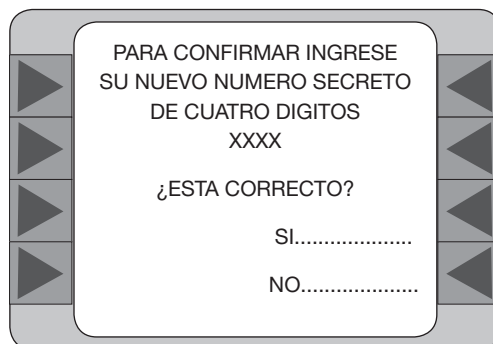 PARA CONFIRMAR INGRESE
SU NUEVO NUMERO SECRETO
DE CUATRO DIGITOS
XXXX
¿ESTA CORRECTO?
SI....................
NO....................